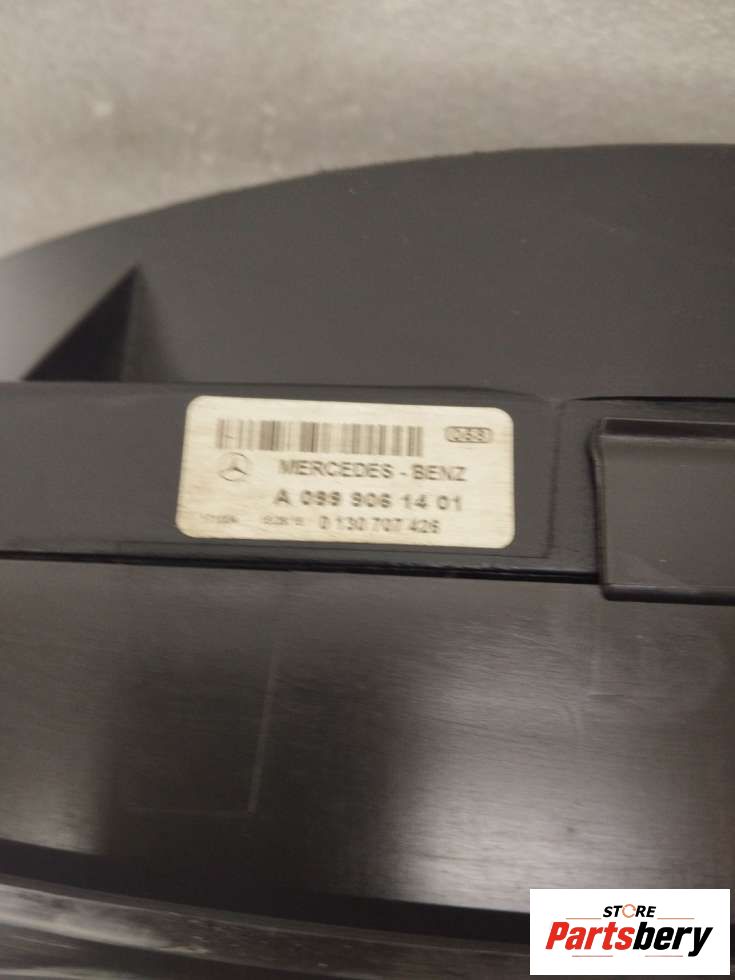 MERCEDES - BENZ
A 099 906 14 01
0 130 707 426
STORE
Partsbery